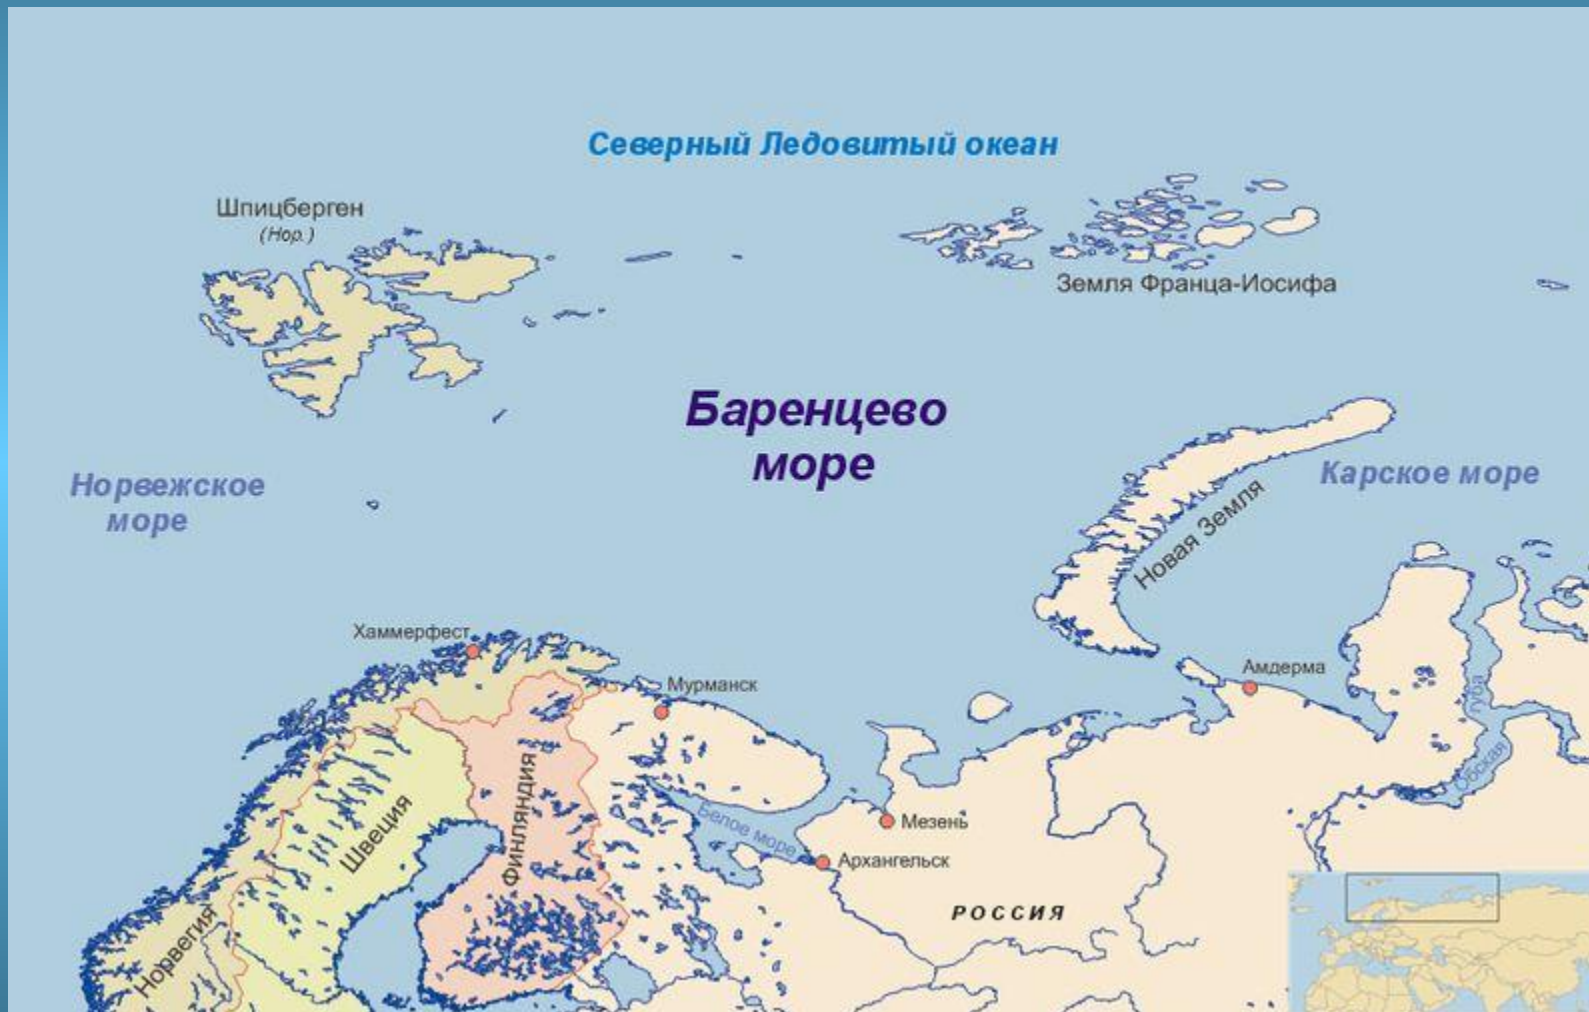 Северный Ледовитый океан
Шпицберген
(Нор.)
Земля Франца-Иосифа
Баренцево
море
Норвежское
море
Карское море
Новая Земля
Хаммерфест
Мурманск
Амдерма
губа
Обская
Финляндия
Швеция
Белое море
Мезень
Архангельск
РОССИЯ
Норвегия